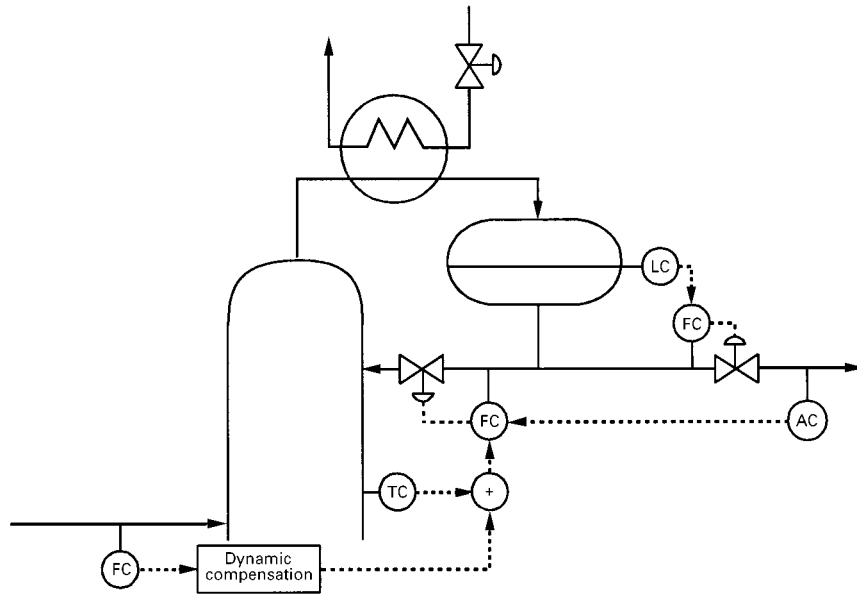 LC
FC
FC
AC
TC
+
FC
Dynamic
compensation